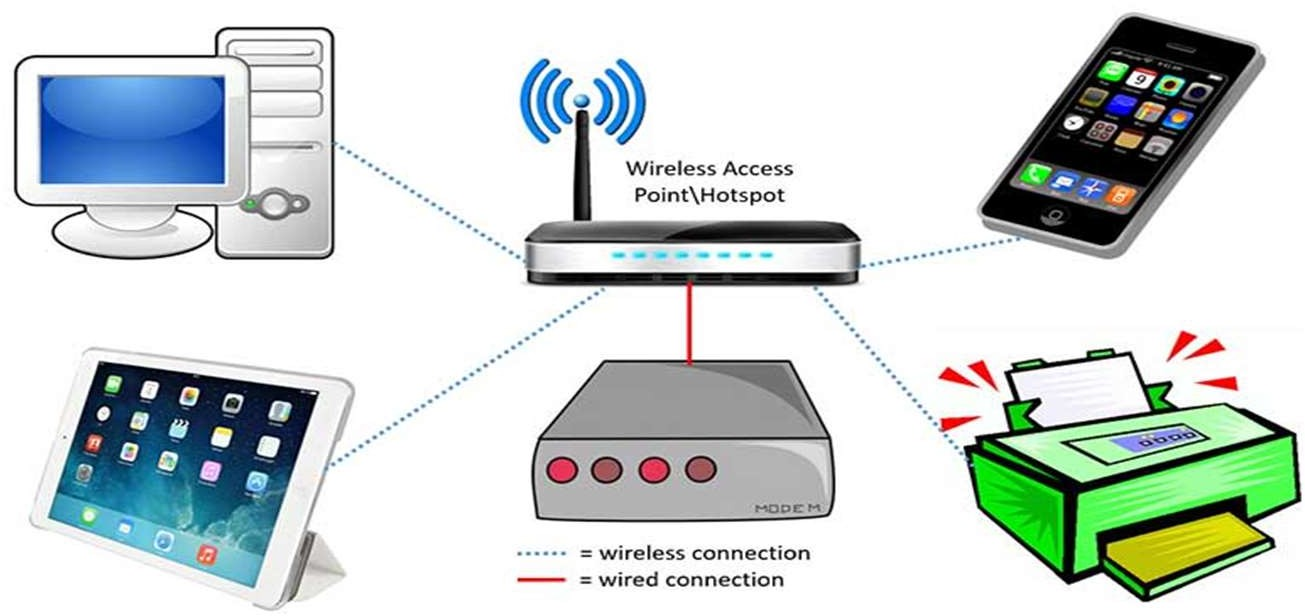 Wireless Access
Point\Hotspot
MODEM
= wireless connection
= wired connection